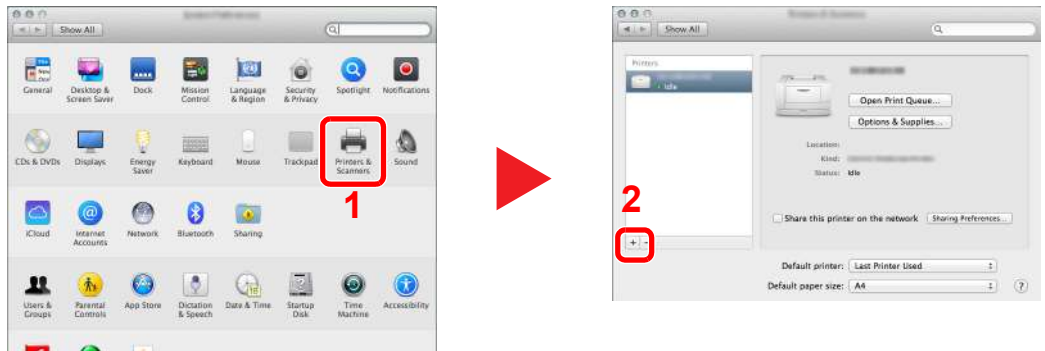 Show All
General
Desktop &
Screen Saver
Dock
Mission
Control
Language
& Region
Security
& Privacy
Spotlight
Notifications
CDs & DVDs
Displays
Energy
Saver
Keyboard
Mouse
Trackpad
Printers &
Scanners
Sound
1
iCloud
Internet
Accounts
Network
Bluetooth
Sharing
Users &
Groups
Parental
Controls
App Store
Dictation
& Speech
Date & Time
Startup
Disk
Time
Machine
Accessibility
Show All
Printers
Idle
Open Print Queue...
Options & Supplies...
Location:
Kind:
Status: Idle
2
Share this printer on the network
Sharing Preferences...
+ -
Default printer: Last Printer Used
Default paper size: A4
?